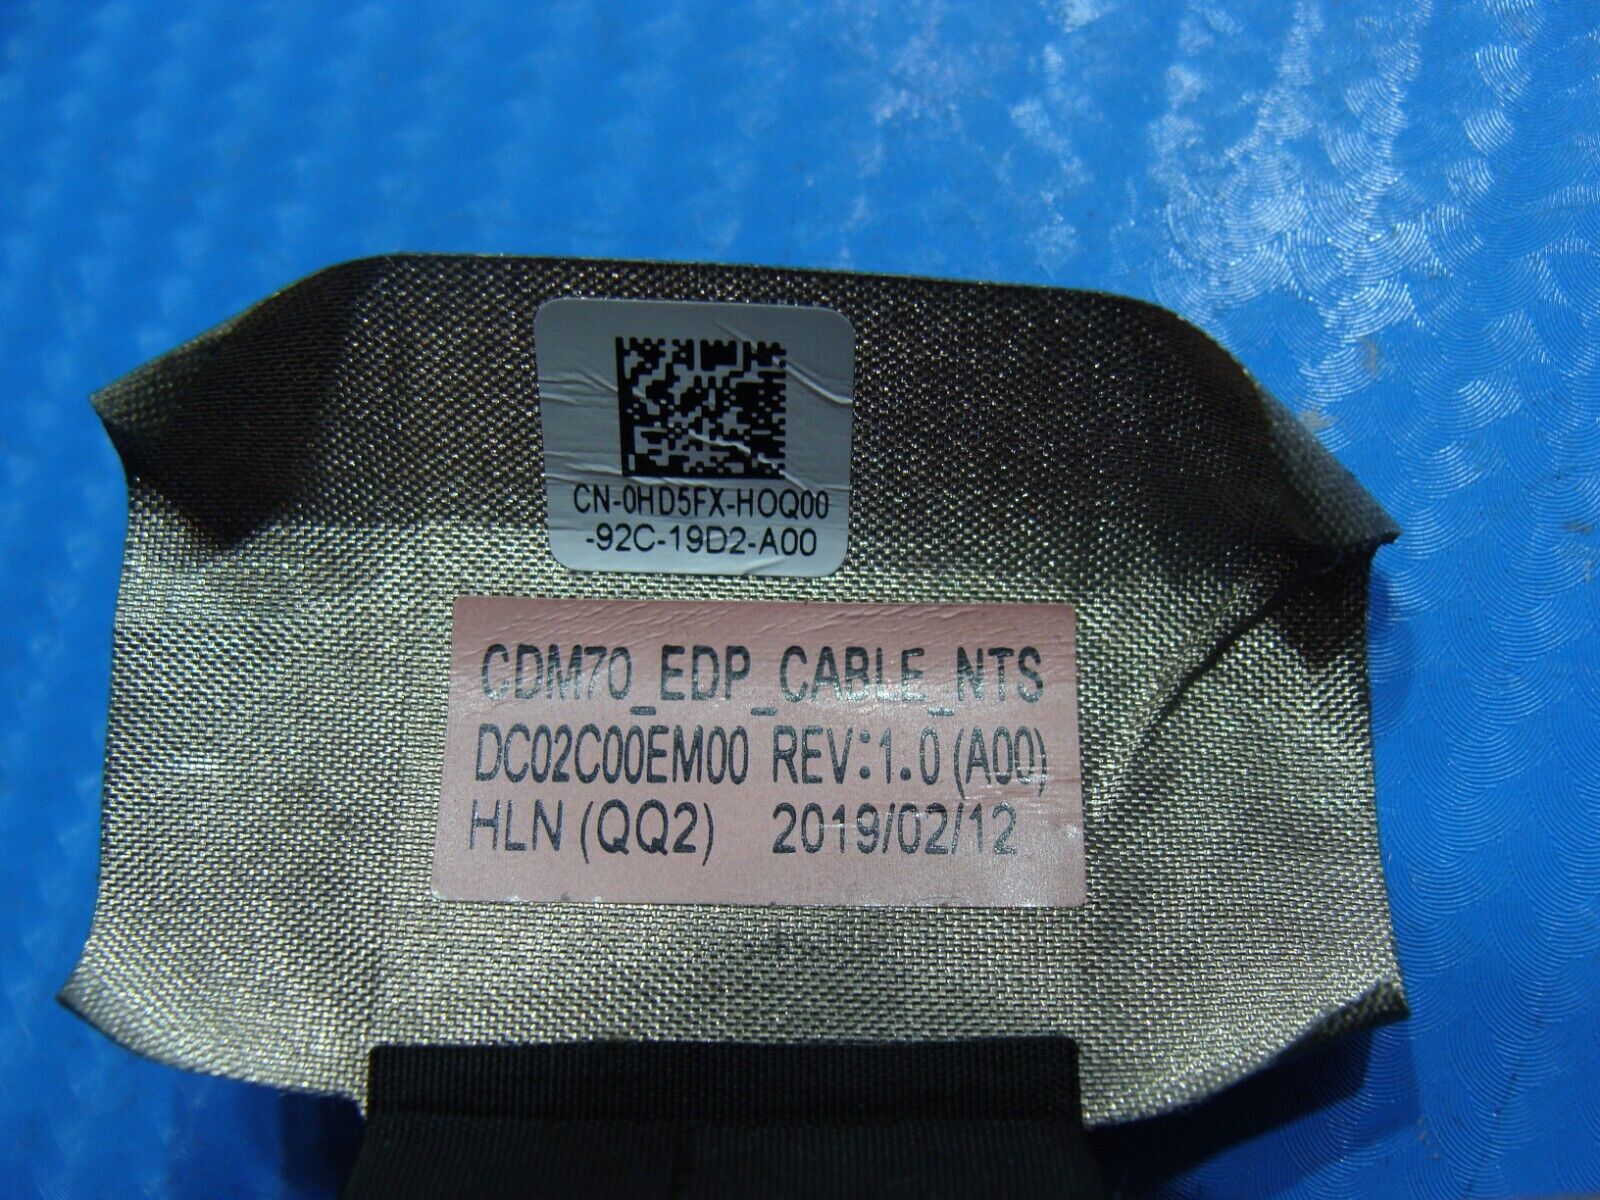 CN-0HD5FX-HOQ00
-92C-19D2-A00
CDM70_EDP_CABLE_NTS
DC02C00EM00 REV:1.0(A00)
HLN(QQ2) 2019/02/12